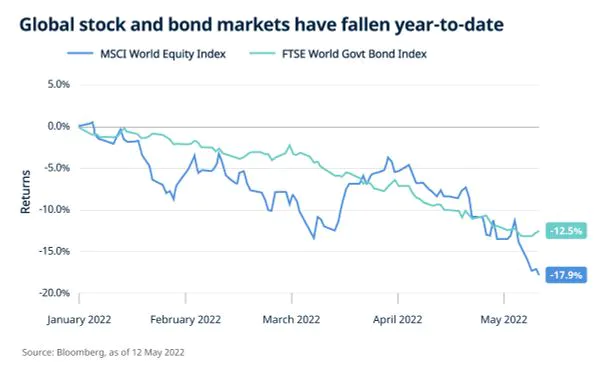 Global stock and bond markets have fallen year-to-date
MSCI World Equity Index FTSE World Govt Bond Index
5.0%
0.0%
-5.0%
-10.0%
-15.0%
-20.0%
Returns
-12.5%
-17.9%
January 2022 February 2022 March 2022 April 2022 May 2022
Source: Bloomberg, as of 12 May 2022